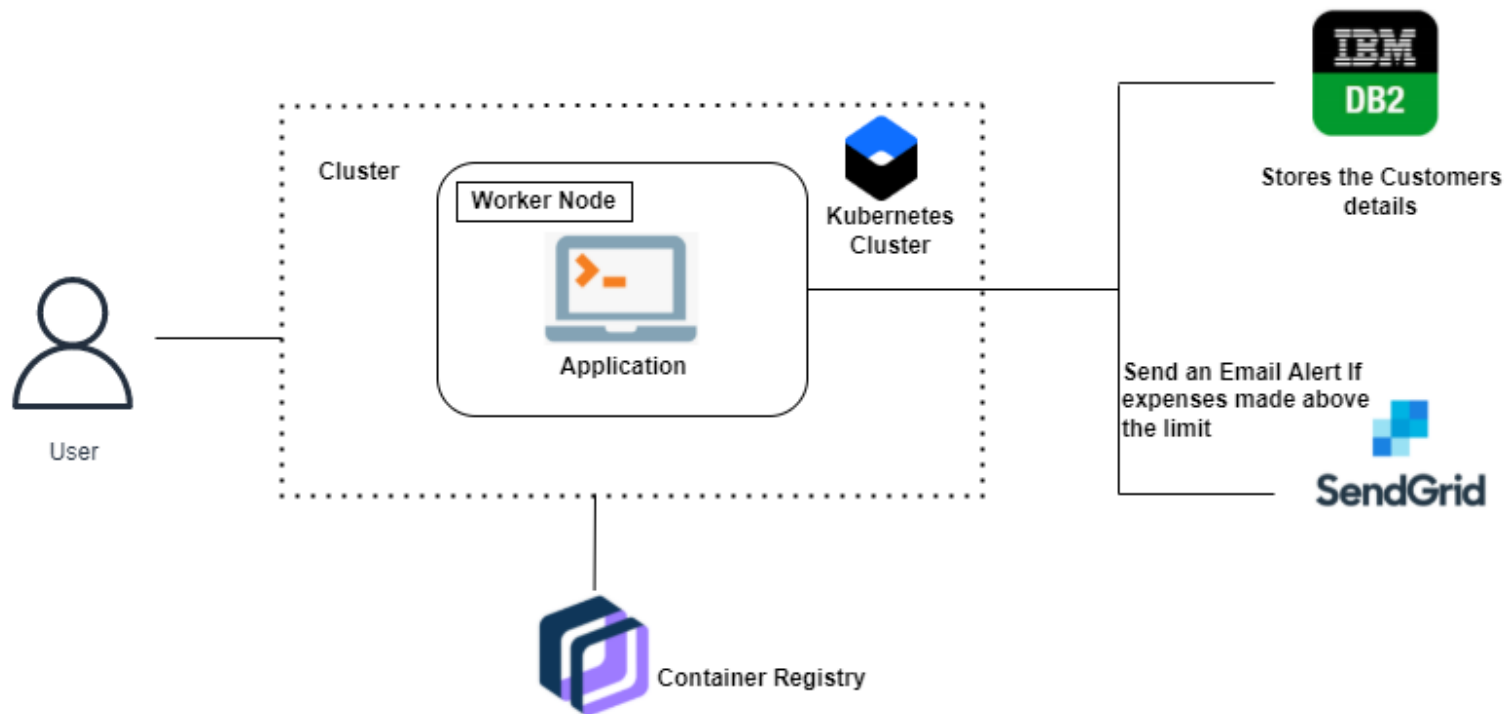 IBM
DB2
Stores the Customers
details
Cluster
Worker Node
Kubernetes
Cluster
Application
User
Send an Email Alert If
expenses made above
the limit
SendGrid
Container Registry